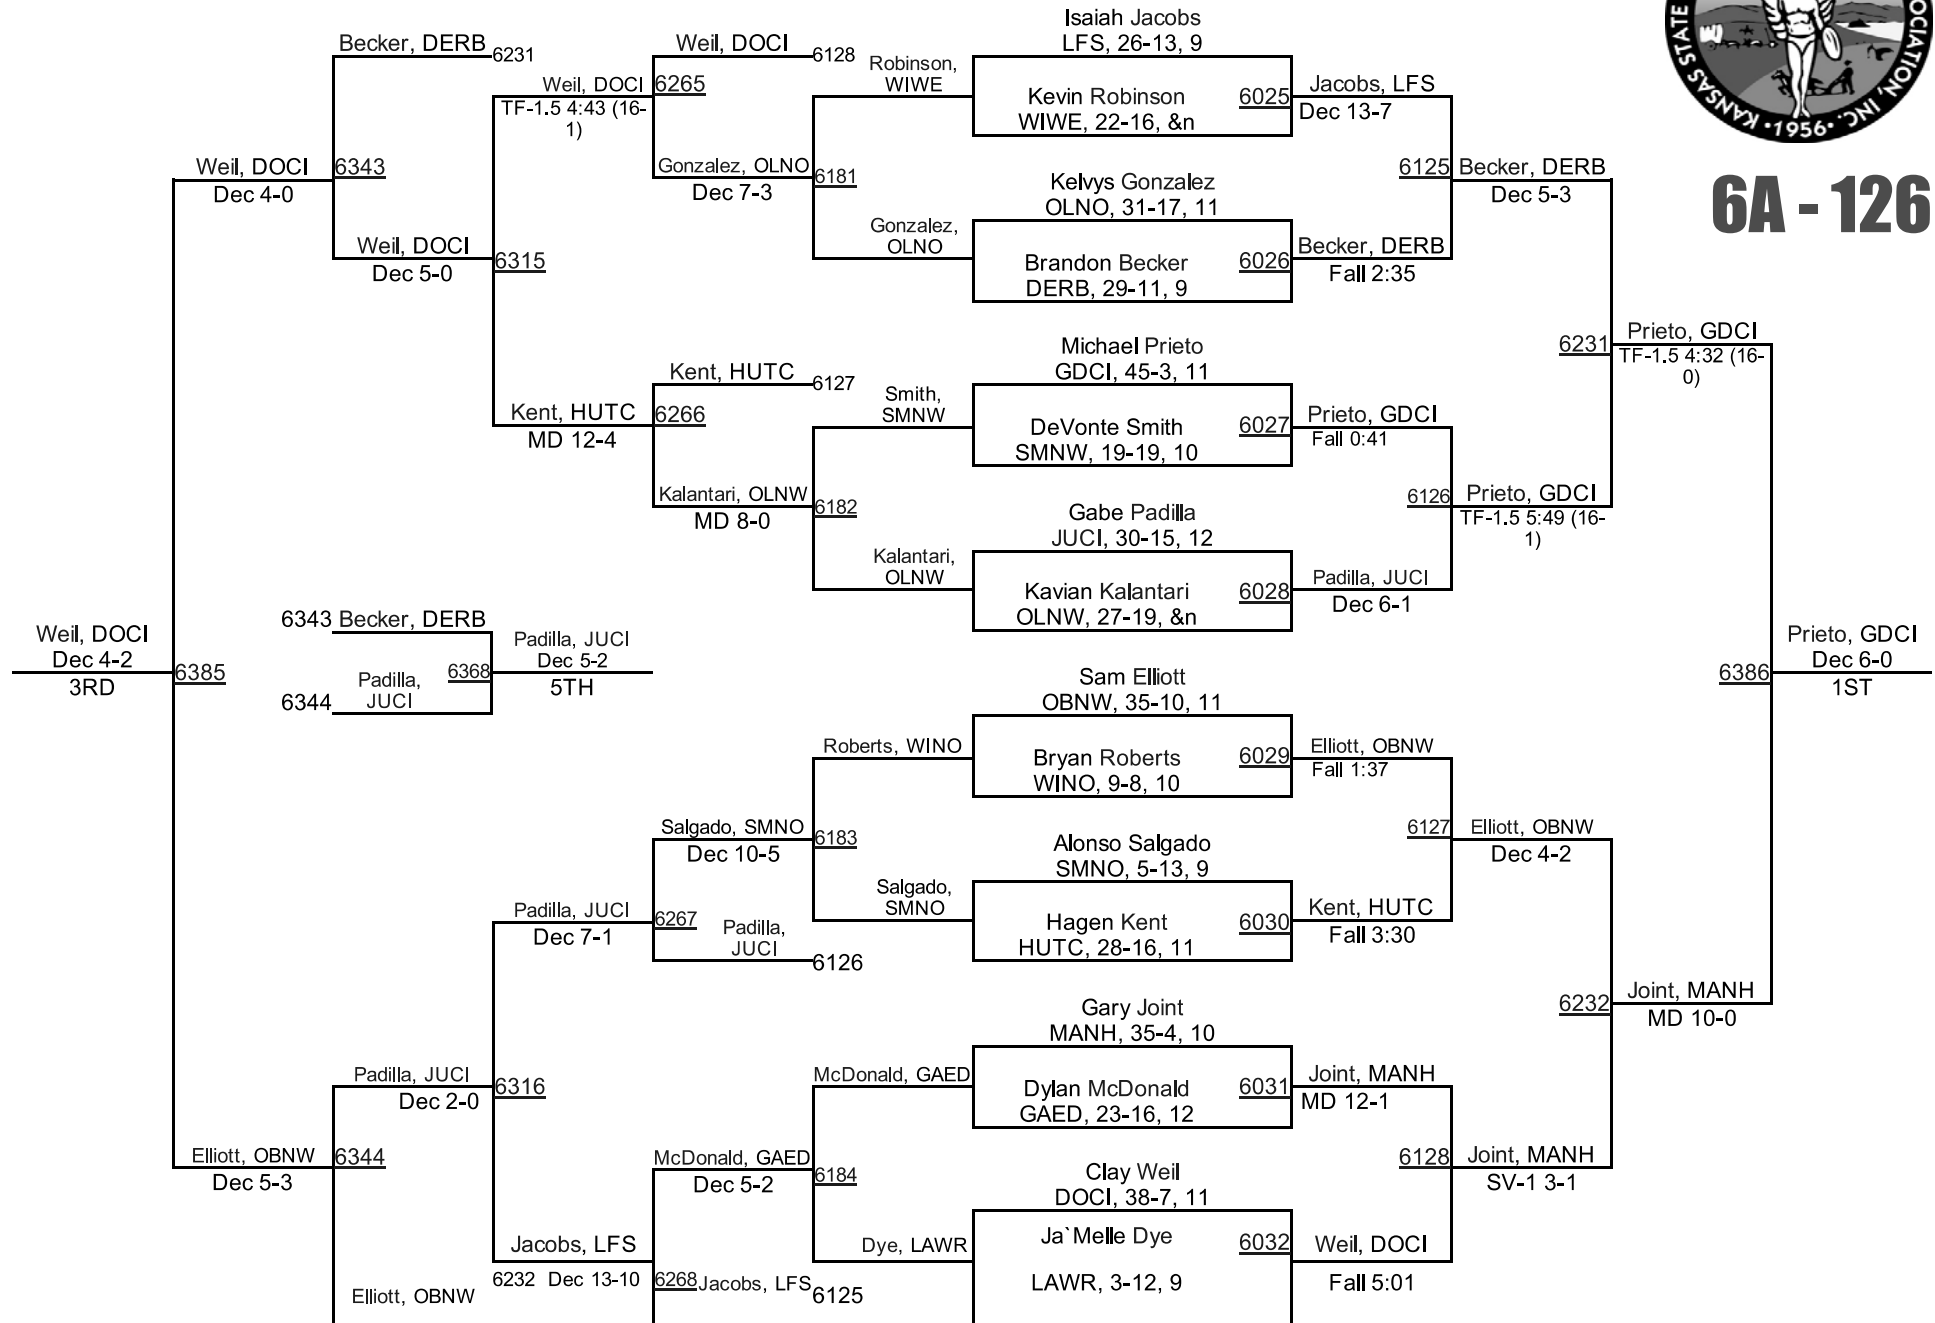 Becker, DERB
6231
Weil, DOCI
6128
Isaiah Jacobs
LFS, 26-13, 9
Robinson,
WIWE
Weil, DOCI
6265
TF-1.5 4:43 (16-
1)
Kevin Robinson
WIWE, 22-16, &n
6025
Jacobs, LFS
Dec 13-7
KANSAS STATE
OCIATION, INC.
•1956•
6A - 126
Weil, DOCI
6343
Dec 4-0
Gonzalez, OLNO
6181
Dec 7-3
Kelvys Gonzalez
OLNO, 31-17, 11
6125
Becker, DERB
Dec 5-3
Gonzalez,
OLNO
Weil, DOCI
6315
Dec 5-0
Brandon Becker
DERB, 29-11, 9
6026
Becker, DERB
Fall 2:35
Michael Prieto
GDCI, 45-3, 11
6231
Prieto, GDCI
TF-1.5 4:32 (16-
0)
Kent, HUTC
6127
Smith,
SMNW
Kent, HUTC
6266
MD 12-4
DeVonte Smith
SMNW, 19-19, 10
6027
Prieto, GDCI
Fall 0:41
Kalantari, OLNW
6182
MD 8-0
Gabe Padilla
JUCI, 30-15, 12
6126
Prieto, GDCI
TF-1.5 5:49 (16-
1)
Kalantari,
OLNW
Kavian Kalantari
OLNW, 27-19, &n
6028
Padilla, JUCI
Dec 6-1
6343 Becker, DERB
Weil, DOCI
Dec 4-2
3RD
6385
Padilla,
JUCI
6344
6368
Padilla, JUCI
Dec 5-2
5TH
Sam Elliott
OBNW, 35-10, 11
6386
Prieto, GDCI
Dec 6-0
1ST
Roberts, WINO
Bryan Roberts
WINO, 9-8, 10
6029
Elliott, OBNW
Fall 1:37
Salgado, SMNO
6183
Dec 10-5
Alonso Salgado
SMNO, 5-13, 9
6127
Elliott, OBNW
Dec 4-2
Salgado,
SMNO
Padilla, JUCI
6267
Dec 7-1
Padilla,
JUCI
6126
Hagen Kent
HUTC, 28-16, 11
6030
Kent, HUTC
Fall 3:30
Gary Joint
MANH, 35-4, 10
6232
Joint, MANH
MD 10-0
Padilla, JUCI
6316
Dec 2-0
McDonald, GAED
Dylan McDonald
GAED, 23-16, 12
6031
Joint, MANH
MD 12-1
Elliott, OBNW
6344
Dec 5-3
McDonald, GAED
6184
Dec 5-2
Clay Weil
DOCI, 38-7, 11
6128
Joint, MANH
SV-1 3-1
Jacobs, LFS
Dye, LAWR
Ja`Melle Dye
LAWR, 3-12, 9
6032
Weil, DOCI
Fall 5:01
Elliott, OBNW
6232 Dec 13-10
6268
Jacobs, LFS
6125